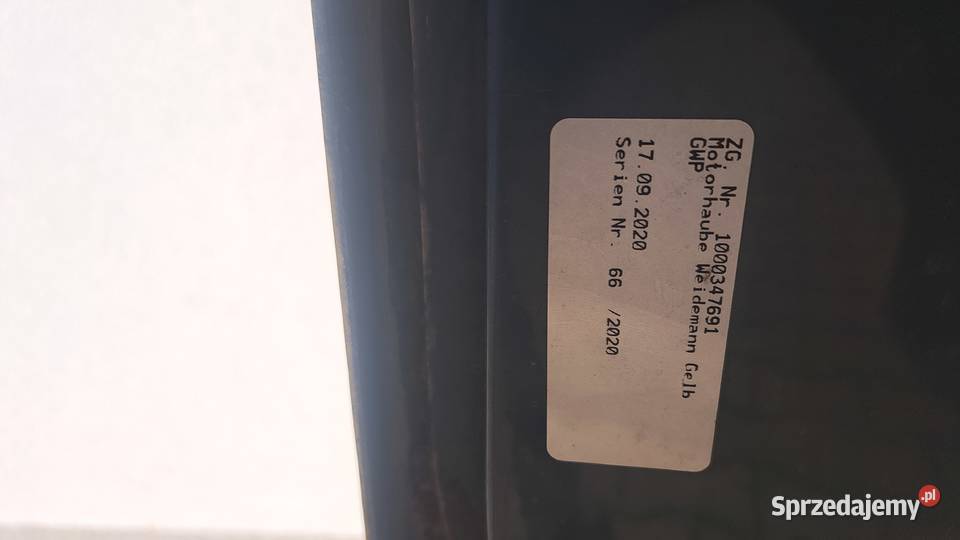 ZG. Nr. 1000347691
Motorhaube Weidemann Gelb
GWP
17.09.2020
Serien Nr. 66 /2020
Sprzedajemy.pl